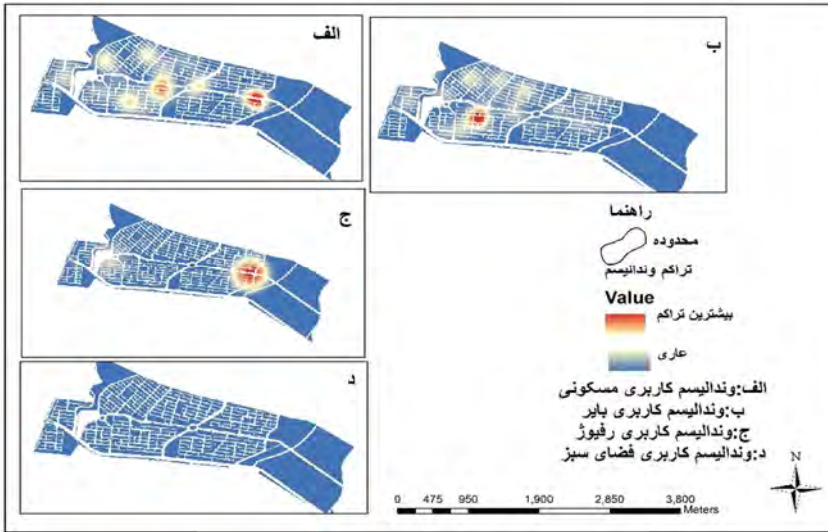 الف
ب
ج
د
راهنما
محدوده
تراکم وندالیسم
Value
بیشترین تراکم
عاری
الف:وندالیسم کاربری مسکونی
ب:وندالیسم کاربری بایر
ج:وندالیسم کاربری رفیوژ
د:وندالیسم کاربری فضای سبز
N
0 475 950 1,900 2,850 3,800
Meters